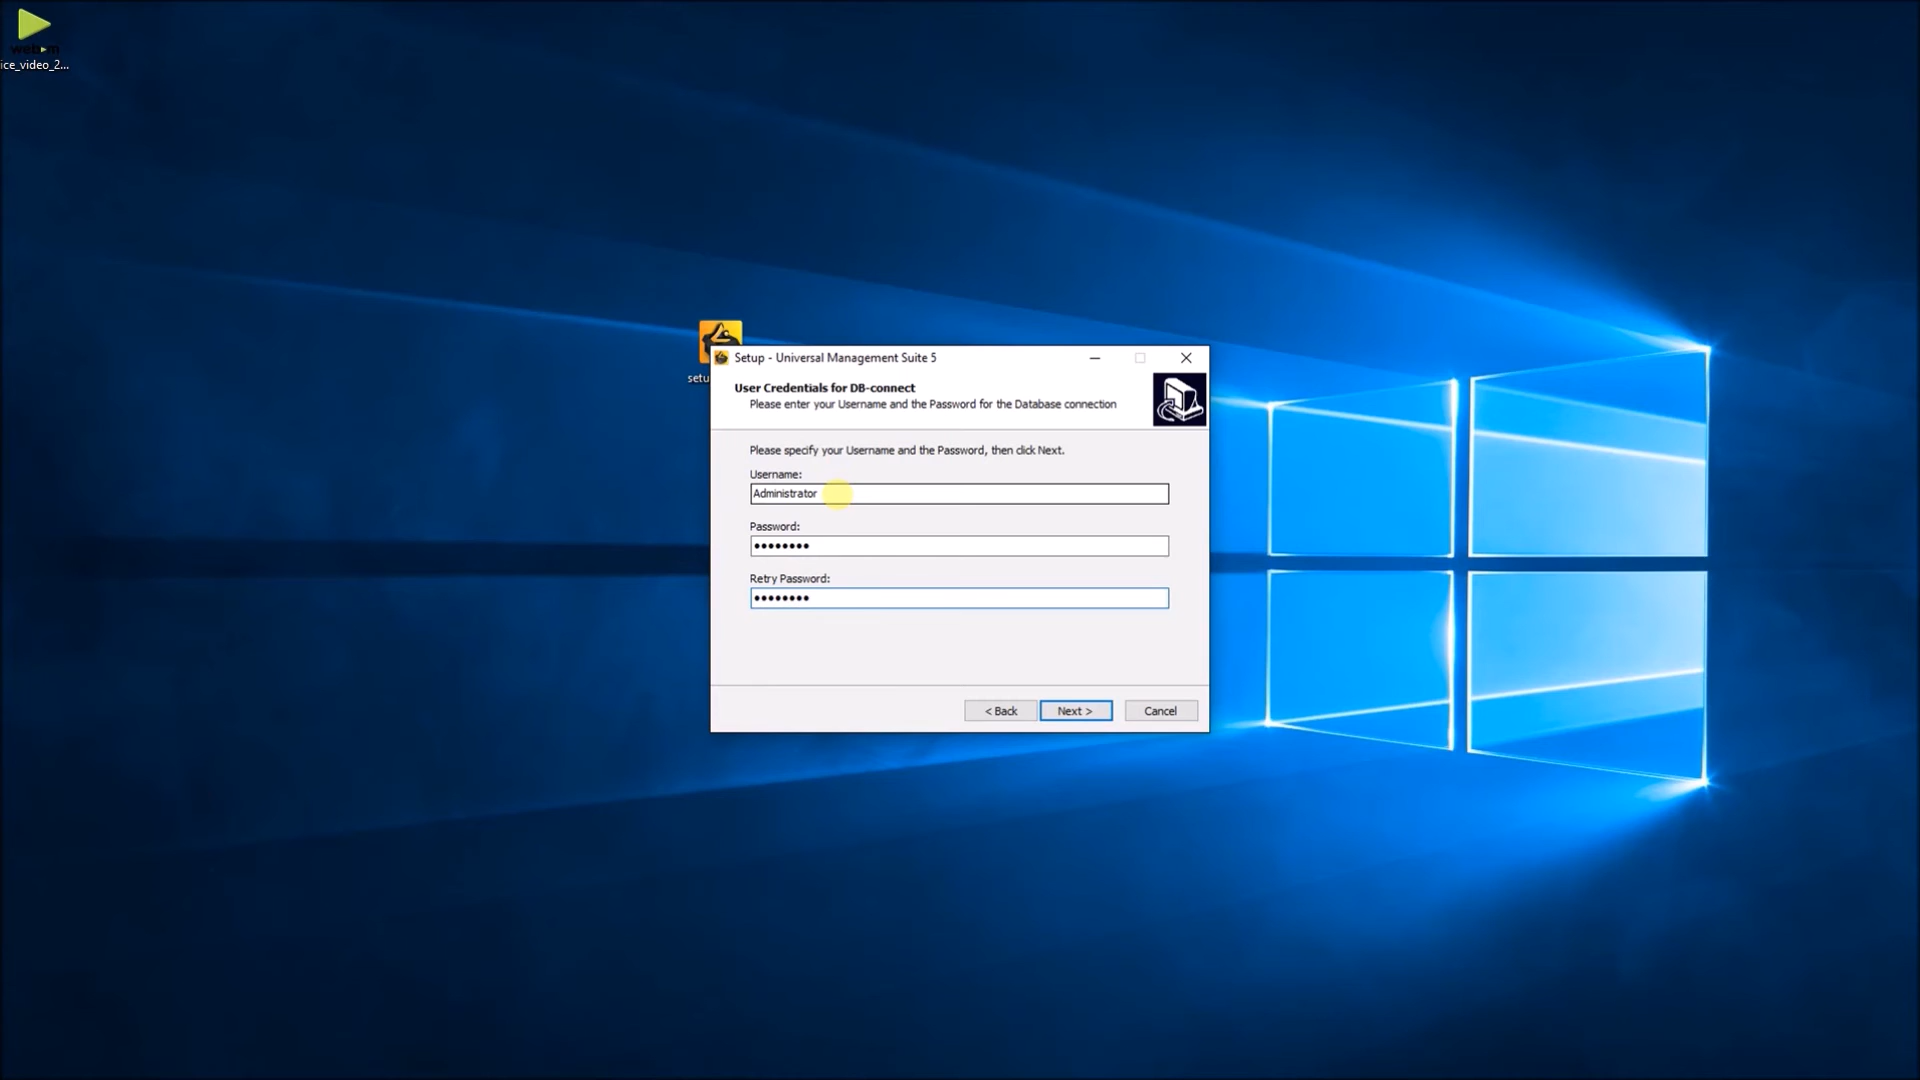 ice_video_2...
setu
Setup - Universal Management Suite 5
User Credentials for DB-connect
Please enter your Username and the Password for the Database connection
Please specify your Username and the Password, then click Next.
Username:
Administrator
Password:
••••••••
Retry Password:
••••••••
< Back
Next >
Cancel